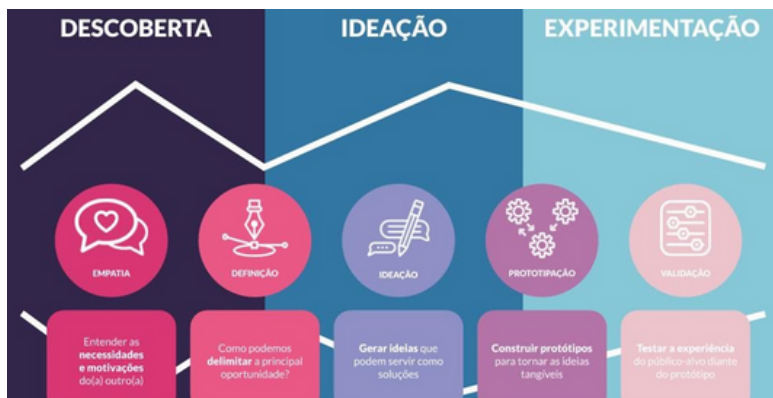 DESCOBERTA
IDEAÇÃO
EXPERIMENTAÇÃO
EMPATIA
DEFINIÇÃO
IDEAÇÃO
PROTOTIPAÇÃO
VALIDAÇÃO
Entender as
necessidades
e motivações
do(a) outro(a)
Como podemos
delimitar a principal
oportunidade?
Gerar ideias que
podem servir como
soluções
Construir protótipos
para tornar as ideias
tangíveis
Testar a experiência
do público-alvo diante
do protótipo